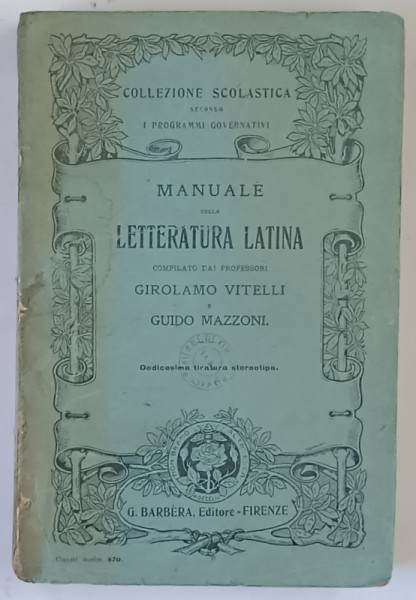 COLLEZIONE SCOLASTICA
SECONDO
I PROGRAMMI GOVERNATIVI
MANUALE
DELLA
LETTERATURA LATINA
COMPILATO DAI PROFESSORI
GIROLAMO VITELLI
E
GUIDO MAZZONI.
Dodicesima tiratura stereotipa.
G. BARBÈRA, Editore - FIRENZE
870.